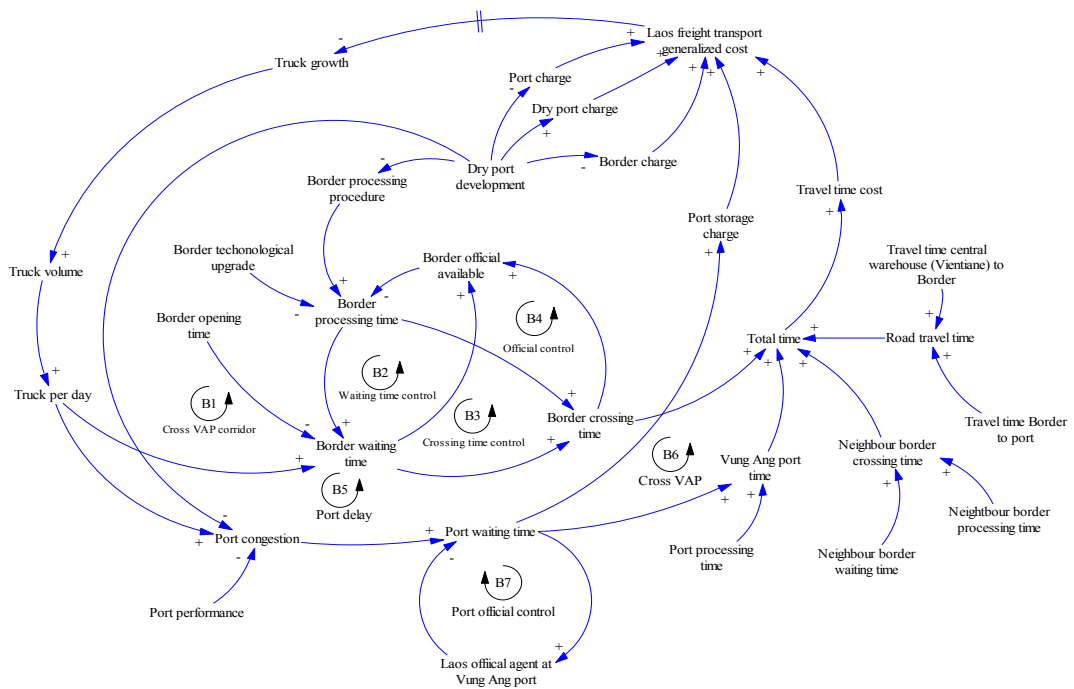 Laos freight transport
generalized cost
Truck growth
Port charge
Dry port charge
Border charge
Dry port
development
Border processing
procedure
Travel time cost
Port storage
charge
Border techonological
upgrade
Border official
available
Truck volume
Travel time central
warehouse (Vientiane) to
Border
Border
processing time
Border opening
time
B4
Official control
Total time
Road travel time
B2
Waiting time control
Truck per day
B1
Cross VAP corridor
B3
Crossing time control
Border crossing
time
Travel time Border
to port
Border waiting
time
B6
Cross VAP
Vung Ang port
time
Neighbour border
crossing time
B5
Port delay
Neightbour border
processing time
Port congestion
Port waiting time
Port processing
time
Neighbour border
waiting time
B7
Port official control
Port performance
Laos offiical agent at
Vung Ang port